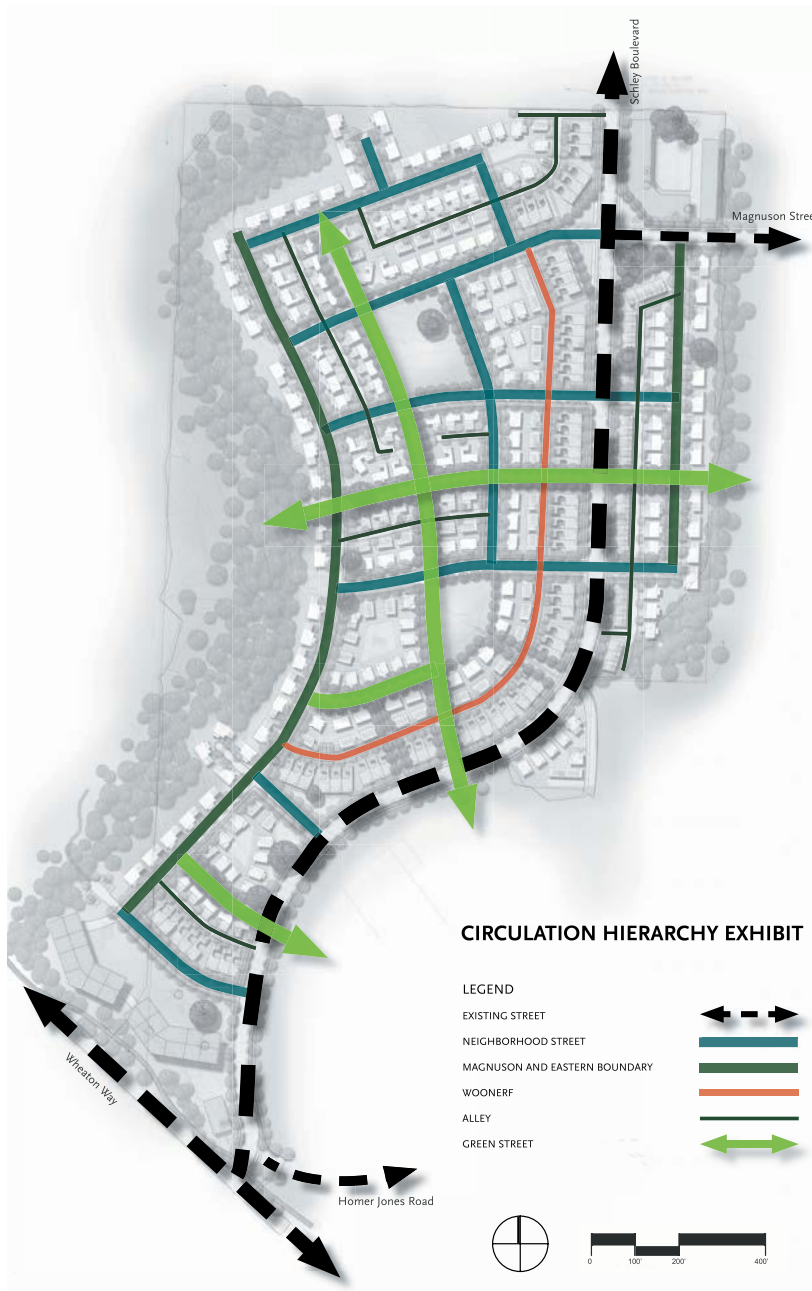 Schley Boulevard
Magnuson Stree
CIRCULATION HIERARCHY EXHIBIT
LEGEND
EXISTING STREET
NEIGHBORHOOD STREET
MAGNUSON AND EASTERN BOUNDARY
WOONERF
ALLEY
GREEN STREET
Wheaton Way
Homer Jones Road
0 100' 200' 400'